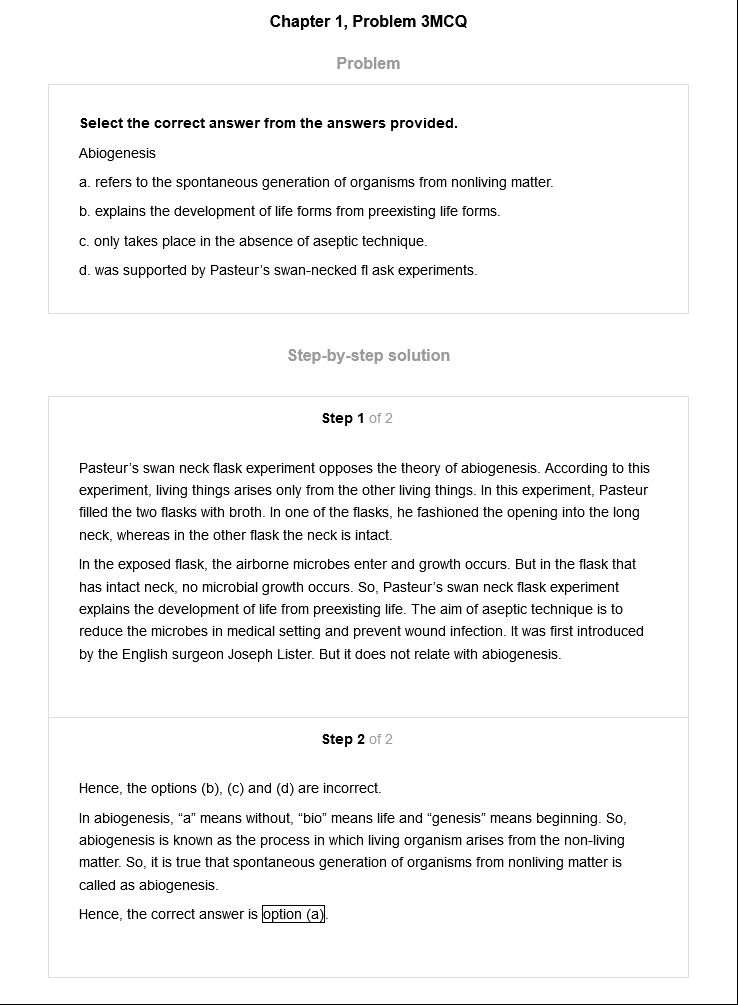 Chapter 1, Problem 3MCQ
Problem
Select the correct answer from the answers provided.
Abiogenesis
a. refers to the spontaneous generation of organisms from nonliving matter.
b. explains the development of life forms from preexisting life forms.
c. only takes place in the absence of aseptic technique.
d. was supported by Pasteur's swan-necked fl ask experiments.
Step-by-step solution
Step 1 of 2
Pasteur's swan neck flask experiment opposes the theory of abiogenesis. According to this
experiment, living things arises only from the other living things. In this experiment, Pasteur
filled the two flasks with broth. In one of the flasks, he fashioned the opening into the long
neck, whereas in the other flask the neck is intact.
In the exposed flask, the airborne microbes enter and growth occurs. But in the flask that
has intact neck, no microbial growth occurs. So, Pasteur's swan neck flask experiment
explains the development of life from preexisting life. The aim of aseptic technique is to
reduce the microbes in medical setting and prevent wound infection. It was first introduced
by the English surgeon Joseph Lister. But it does not relate with abiogenesis.
Step 2 of 2
Hence, the options (b), (c) and (d) are incorrect.
In abiogenesis, “a” means without, “bio” means life and “genesis” means beginning. So,
abiogenesis is known as the process in which living organism arises from the non-living
matter. So, it is true that spontaneous generation of organisms from nonliving matter is
called as abiogenesis.
Hence, the correct answer is option (a).